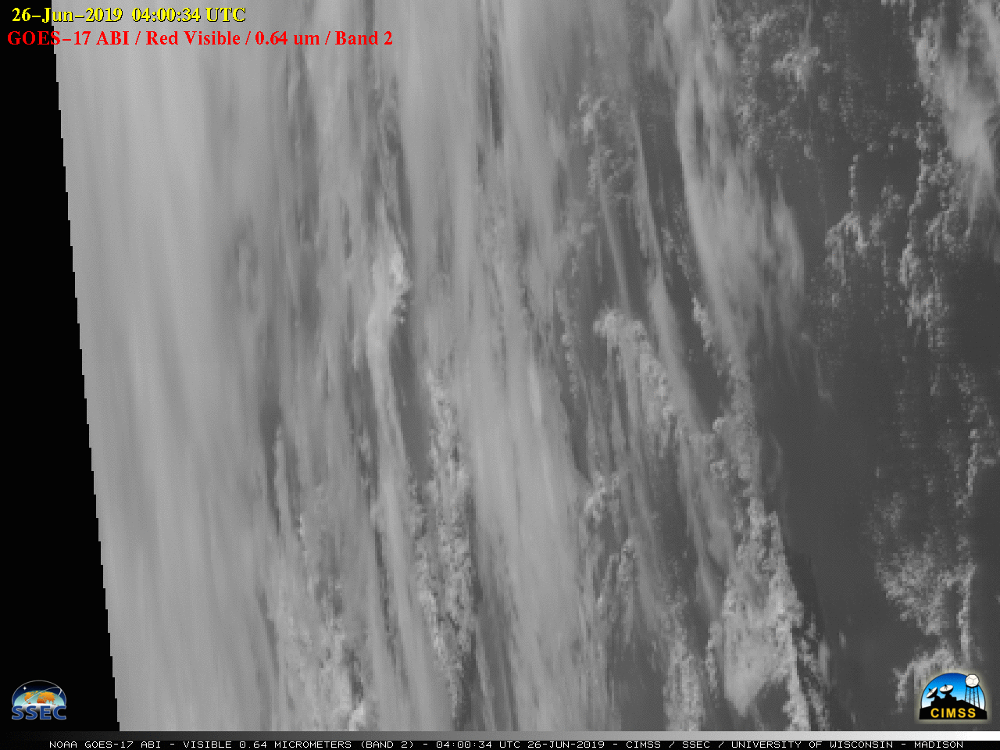 26-Jun-2019 04:00:34 UTC
GOES-17 ABI / Red Visible / 0.64 um / Band 2
SSEC
CIMSS
NOAA GOES-17 ABI - VISIBLE 0.64 MICROMETERS (BAND 2) - 04:00:34 UTC 26-JUN-2019 - CIMSS / SSEC / UNIVERSITY OF WISCONSIN - MADISON